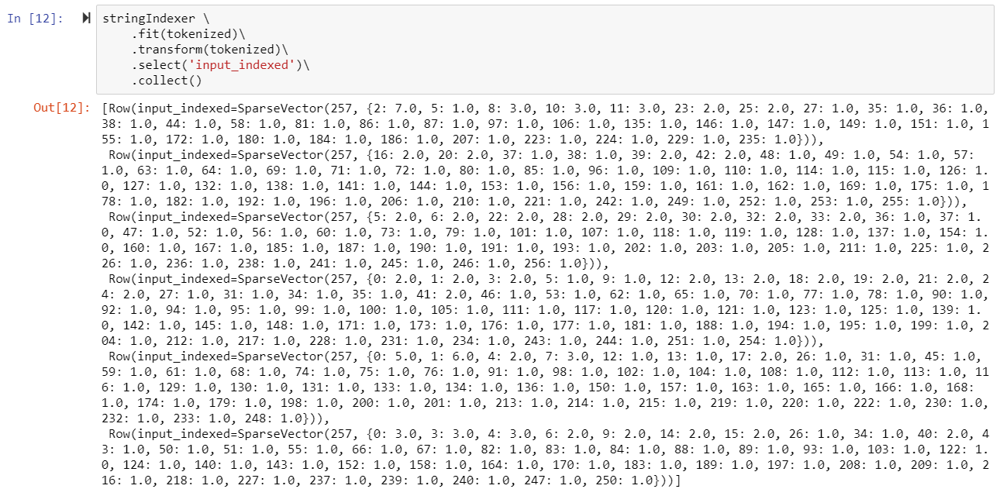 In [12]: stringIndexer \
.fit(tokenized)\
.transform(tokenized)\
.select('input_indexed')\
.collect()
Out[12]: [Row(input_indexed=SparseVector(257, {2: 7.0, 5: 1.0, 8: 3.0, 10: 3.0, 11: 3.0, 23: 2.0, 25: 2.0, 27: 1.0, 35: 1.0, 36: 1.0,
38: 1.0, 44: 1.0, 58: 1.0, 81: 1.0, 86: 1.0, 87: 1.0, 97: 1.0, 106: 1.0, 135: 1.0, 146: 1.0, 147: 1.0, 149: 1.0, 151: 1.0, 1
55: 1.0, 172: 1.0, 180: 1.0, 184: 1.0, 186: 1.0, 207: 1.0, 223: 1.0, 224: 1.0, 229: 1.0, 235: 1.0})),
Row(input_indexed=SparseVector(257, {16: 2.0, 20: 2.0, 37: 1.0, 38: 1.0, 39: 2.0, 42: 2.0, 48: 1.0, 49: 1.0, 54: 1.0, 57:
1.0, 63: 1.0, 64: 1.0, 69: 1.0, 71: 1.0, 72: 1.0, 80: 1.0, 85: 1.0, 96: 1.0, 109: 1.0, 110: 1.0, 114: 1.0, 115: 1.0, 126: 1.
0, 127: 1.0, 132: 1.0, 138: 1.0, 141: 1.0, 144: 1.0, 153: 1.0, 156: 1.0, 159: 1.0, 161: 1.0, 162: 1.0, 169: 1.0, 175: 1.0, 1
78: 1.0, 182: 1.0, 192: 1.0, 196: 1.0, 206: 1.0, 210: 1.0, 221: 1.0, 242: 1.0, 249: 1.0, 252: 1.0, 253: 1.0, 255: 1.0})),
Row(input_indexed=SparseVector(257, {5: 2.0, 6: 2.0, 22: 2.0, 28: 2.0, 29: 2.0, 30: 2.0, 32: 2.0, 33: 2.0, 36: 1.0, 37: 1.
0, 47: 1.0, 52: 1.0, 56: 1.0, 60: 1.0, 73: 1.0, 79: 1.0, 101: 1.0, 107: 1.0, 118: 1.0, 119: 1.0, 128: 1.0, 137: 1.0, 154: 1.
0, 160: 1.0, 167: 1.0, 185: 1.0, 187: 1.0, 190: 1.0, 191: 1.0, 193: 1.0, 202: 1.0, 203: 1.0, 205: 1.0, 211: 1.0, 225: 1.0, 2
26: 1.0, 236: 1.0, 238: 1.0, 241: 1.0, 245: 1.0, 246: 1.0, 256: 1.0})),
Row(input_indexed=SparseVector(257, {0: 2.0, 1: 2.0, 3: 2.0, 5: 1.0, 9: 1.0, 12: 2.0, 13: 2.0, 18: 2.0, 19: 2.0, 21: 2.0, 2
4: 2.0, 27: 1.0, 31: 1.0, 34: 1.0, 35: 1.0, 41: 2.0, 46: 1.0, 53: 1.0, 62: 1.0, 65: 1.0, 70: 1.0, 77: 1.0, 78: 1.0, 90: 1.0,
92: 1.0, 94: 1.0, 95: 1.0, 99: 1.0, 100: 1.0, 105: 1.0, 111: 1.0, 117: 1.0, 120: 1.0, 121: 1.0, 123: 1.0, 125: 1.0, 139: 1.
0, 142: 1.0, 145: 1.0, 148: 1.0, 171: 1.0, 173: 1.0, 176: 1.0, 177: 1.0, 181: 1.0, 188: 1.0, 194: 1.0, 195: 1.0, 199: 1.0, 2
04: 1.0, 212: 1.0, 217: 1.0, 228: 1.0, 231: 1.0, 234: 1.0, 243: 1.0, 244: 1.0, 251: 1.0, 254: 1.0})),
Row(input_indexed=SparseVector(257, {0: 5.0, 1: 6.0, 4: 2.0, 7: 3.0, 12: 1.0, 13: 1.0, 17: 2.0, 26: 1.0, 31: 1.0, 45: 1.0,
59: 1.0, 61: 1.0, 68: 1.0, 74: 1.0, 75: 1.0, 76: 1.0, 91: 1.0, 98: 1.0, 102: 1.0, 104: 1.0, 108: 1.0, 112: 1.0, 113: 1.0, 11
6: 1.0, 129: 1.0, 130: 1.0, 131: 1.0, 133: 1.0, 134: 1.0, 136: 1.0, 150: 1.0, 157: 1.0, 163: 1.0, 165: 1.0, 166: 1.0, 168:
1.0, 174: 1.0, 179: 1.0, 198: 1.0, 200: 1.0, 201: 1.0, 213: 1.0, 214: 1.0, 215: 1.0, 219: 1.0, 220: 1.0, 222: 1.0, 230: 1.0,
232: 1.0, 233: 1.0, 248: 1.0})),
Row(input_indexed=SparseVector(257, {0: 3.0, 3: 3.0, 4: 3.0, 6: 2.0, 9: 2.0, 14: 2.0, 15: 2.0, 26: 1.0, 34: 1.0, 40: 2.0, 4
3: 1.0, 50: 1.0, 51: 1.0, 55: 1.0, 66: 1.0, 67: 1.0, 82: 1.0, 83: 1.0, 84: 1.0, 88: 1.0, 89: 1.0, 93: 1.0, 103: 1.0, 122: 1.
0, 124: 1.0, 140: 1.0, 143: 1.0, 152: 1.0, 158: 1.0, 164: 1.0, 170: 1.0, 183: 1.0, 189: 1.0, 197: 1.0, 208: 1.0, 209: 1.0, 2
16: 1.0, 218: 1.0, 227: 1.0, 237: 1.0, 239: 1.0, 240: 1.0, 247: 1.0, 250: 1.0}))]